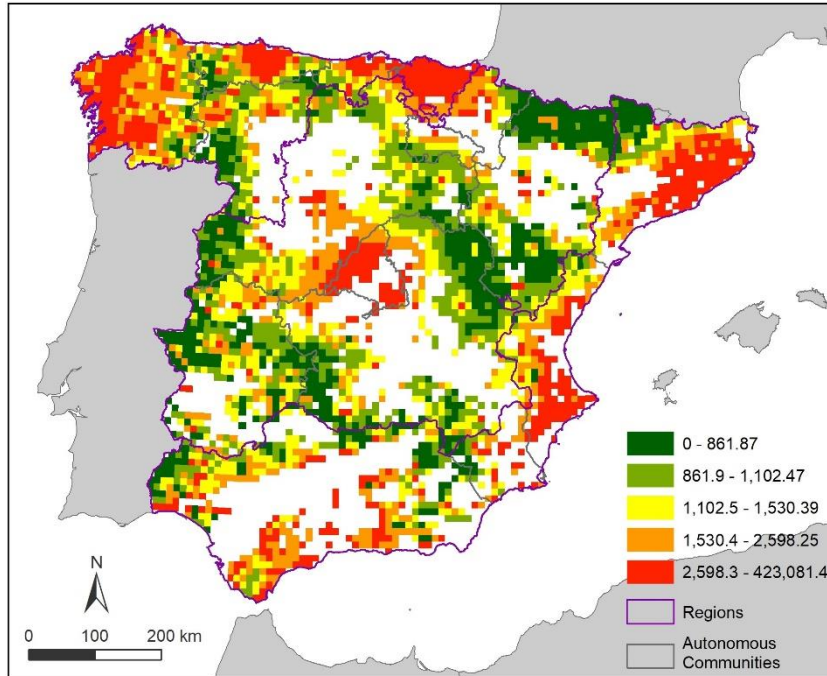 0 - 861.87
861.9 - 1,102.47
1,102.5 - 1,530.39
1,530.4 - 2,598.25
2,598.3 - 423,081.4
Regions
Autonomous
Communities
N
0 100 200 km